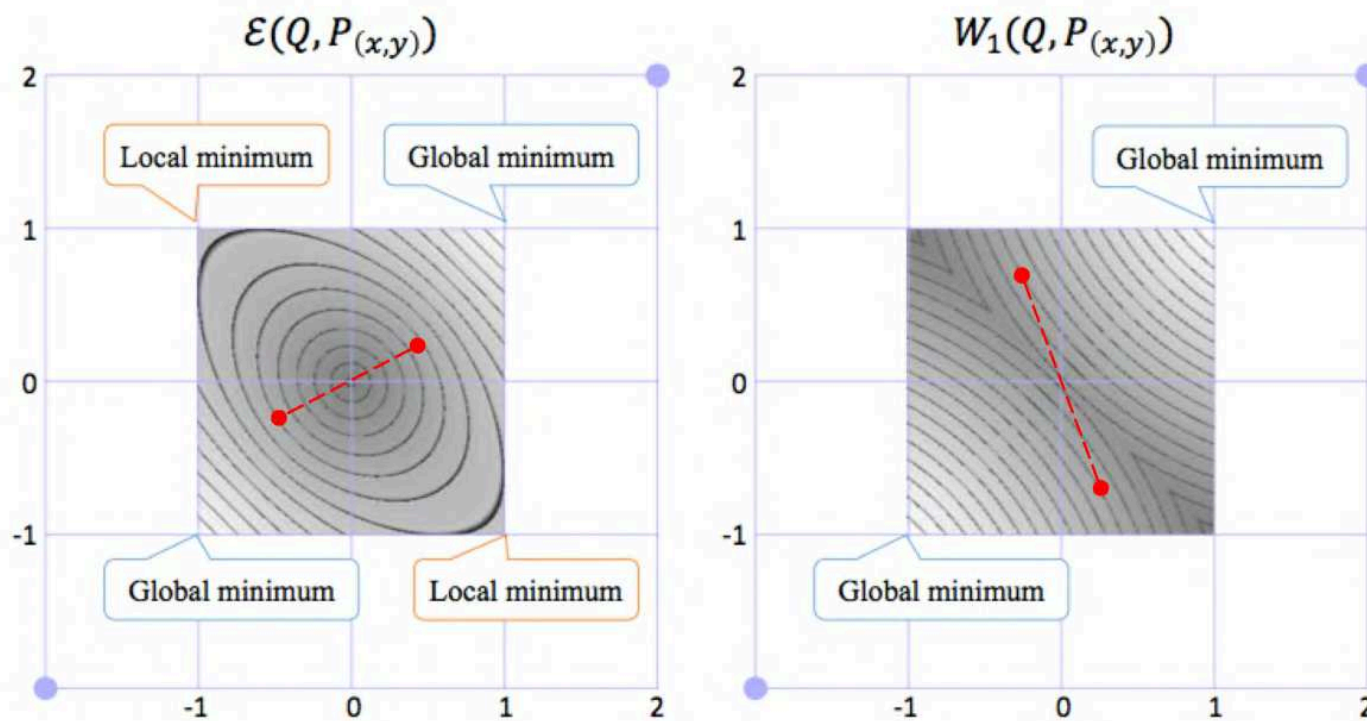 ℰ(Q, P(x,y))
W₁(Q, P(x,y))
2
2
Local minimum
Global minimum
Global minimum
1
1
0
0
-1
-1
Global minimum
Local minimum
Global minimum
-1
0
1
2
-1
0
1
2